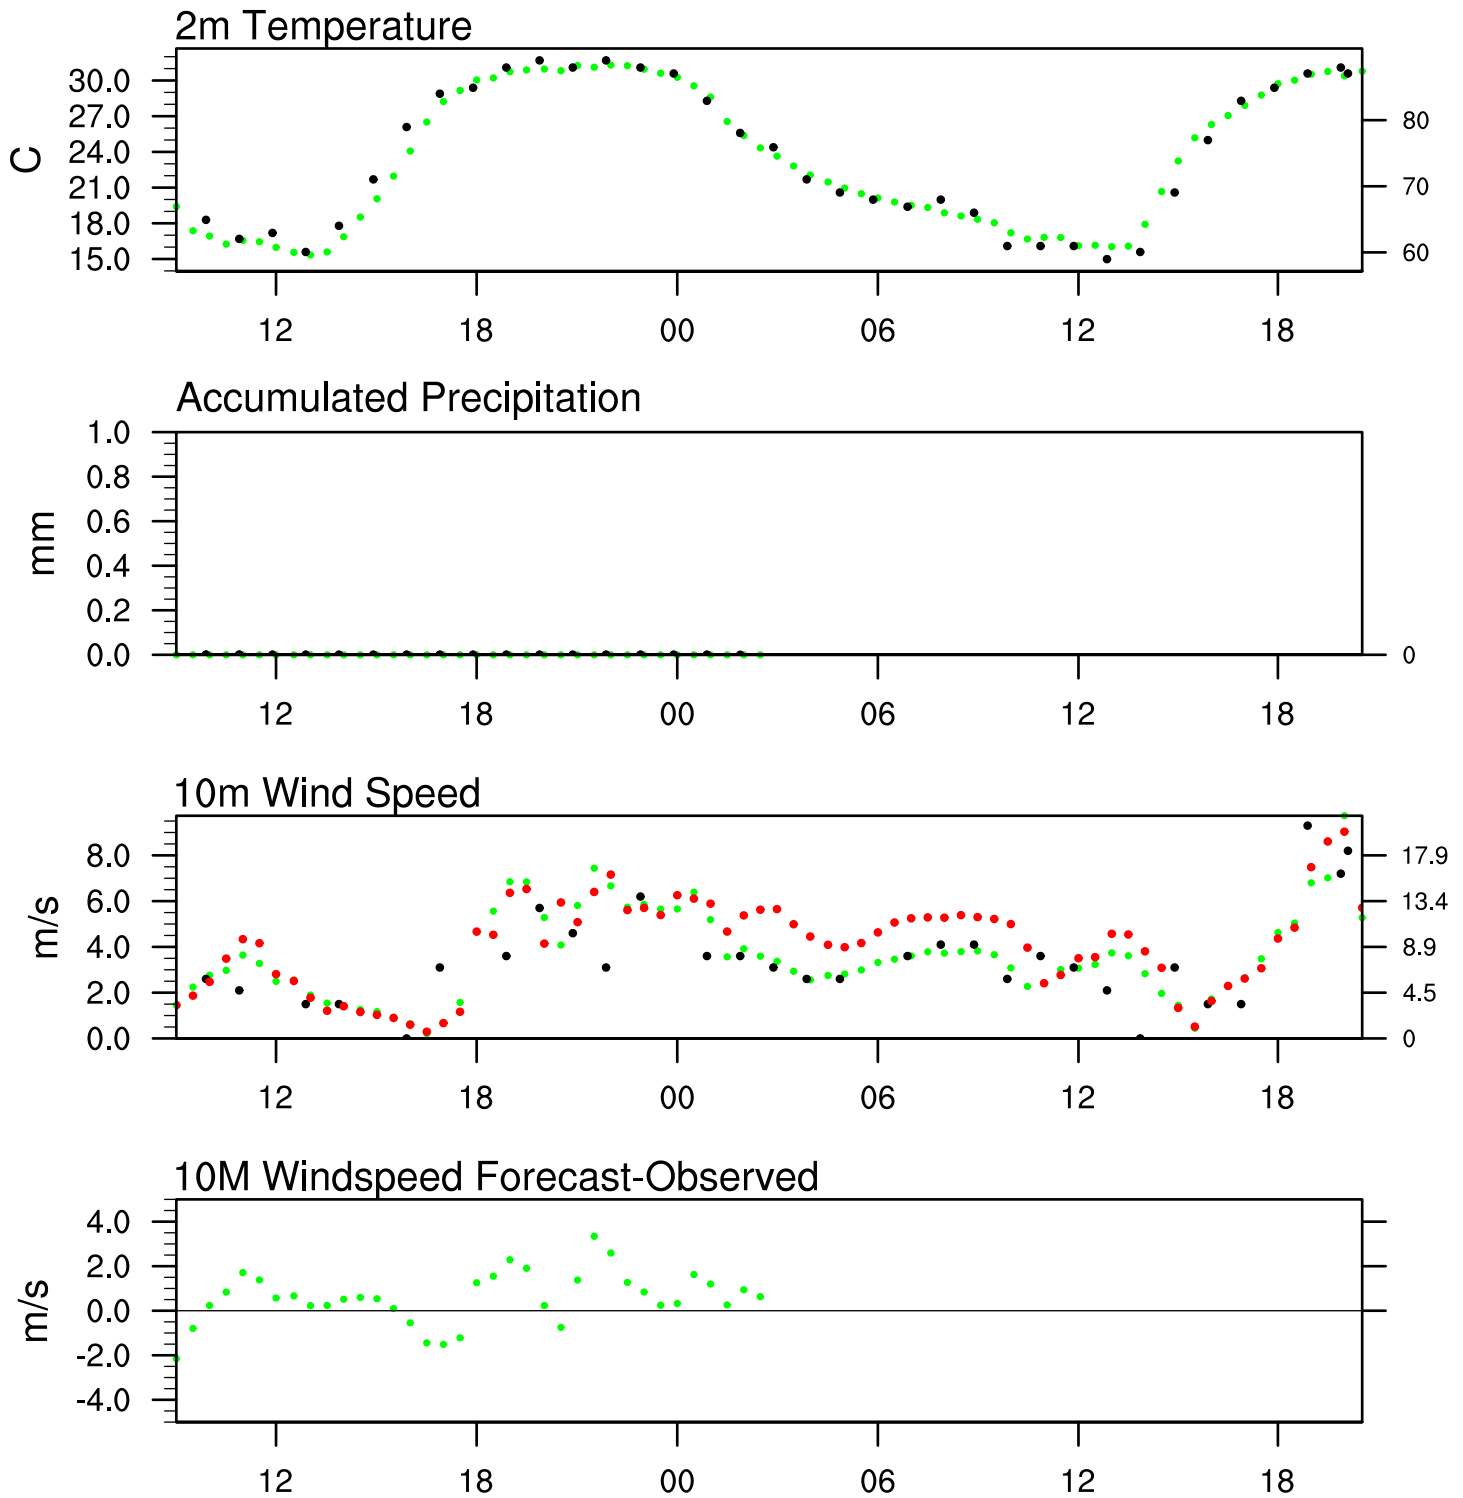 2m Temperature
C
30.0
27.0
24.0
21.0
18.0
15.0
80
70
60
12 18 00 06 12 18
Accumulated Precipitation
mm
1.0
0.8
0.6
0.4
0.2
0.0
0
12 18 00 06 12 18
10m Wind Speed
m/s
8.0
6.0
4.0
2.0
0.0
17.9
13.4
8.9
4.5
0
12 18 00 06 12 18
10M Windspeed Forecast-Observed
m/s
4.0
2.0
0.0
-2.0
-4.0
12 18 00 06 12 18